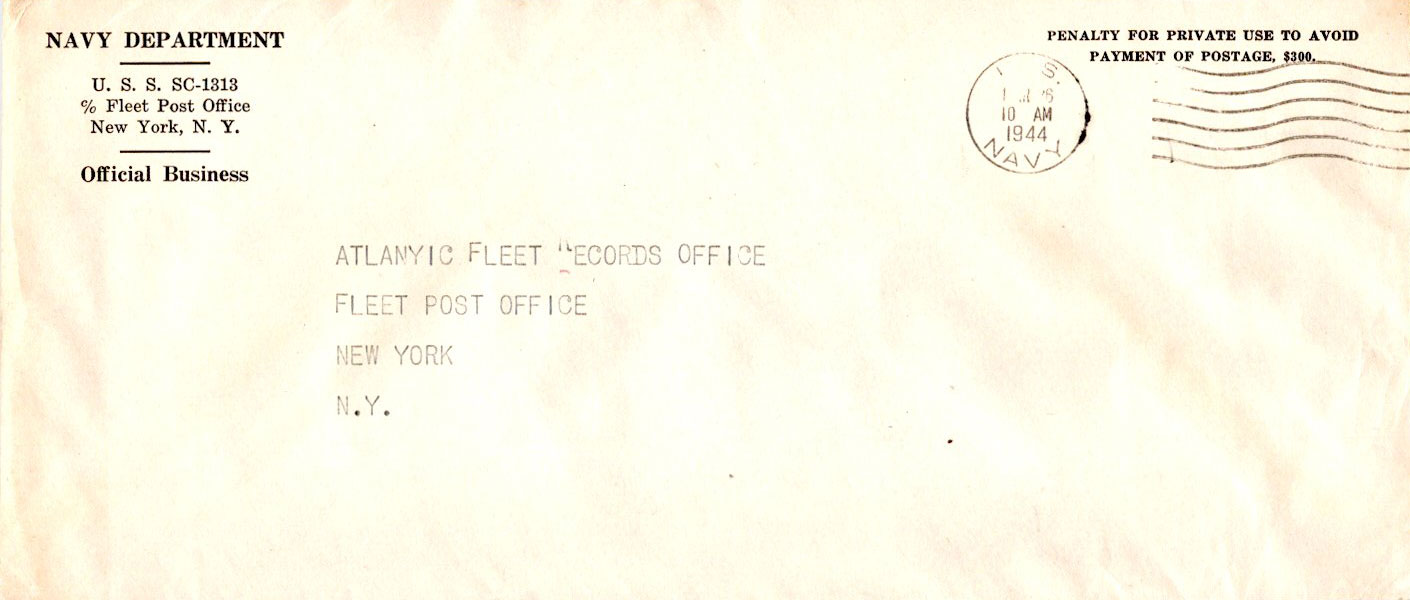 NAVY DEPARTMENT
U. S. S. SC-1313
% Fleet Post Office
New York, N. Y.
Official Business
PENALTY FOR PRIVATE USE TO AVOID
PAYMENT OF POSTAGE, $300.
S.
10 AM
1944
NAVY
ATLANYIC FLEET RECORDS OFFICE
FLEET POST OFFICE
NEW YORK
N.Y.